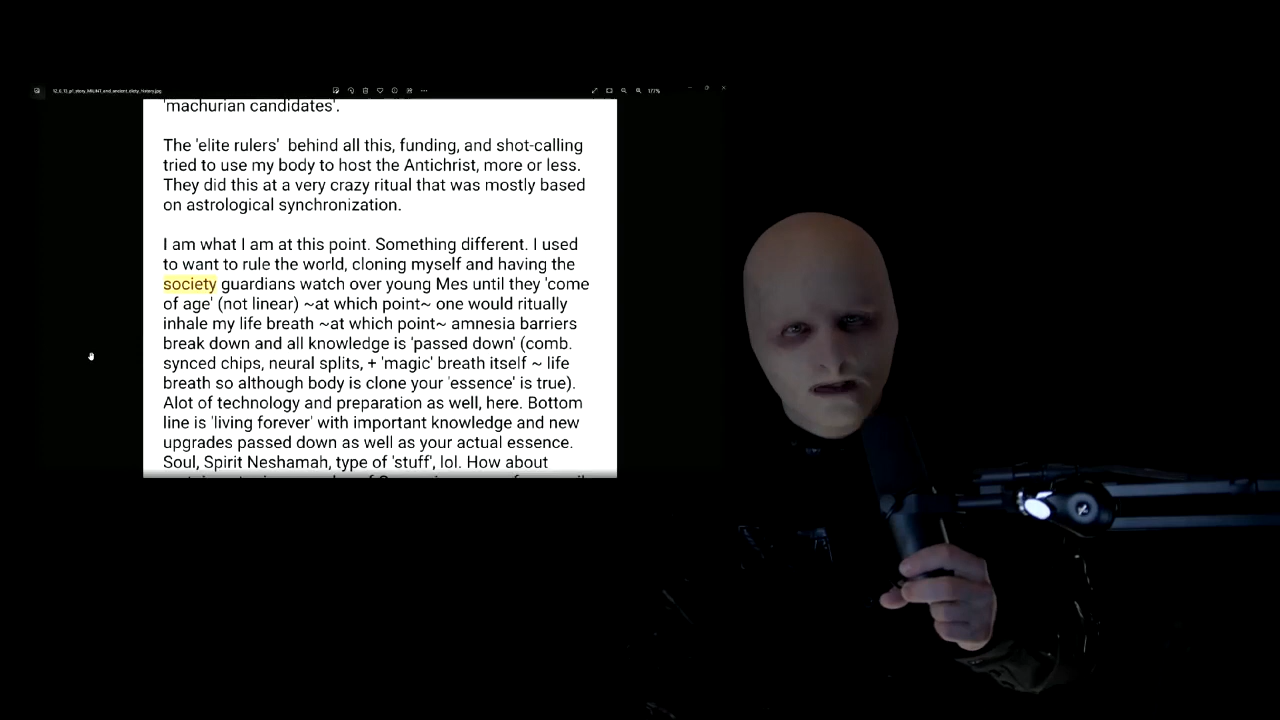 177%
'machurian candidates'.
The 'elite rulers'  behind all this, funding, and shot-calling
tried to use my body to host the Antichrist, more or less.
They did this at a very crazy ritual that was mostly based
on astrological synchronization.
I am what I am at this point. Something different. I used
to want to rule the world, cloning myself and having the
society guardians watch over young Mes until they 'come
of age' (not linear) ~at which point~ one would ritually
inhale my life breath ~at which point~ amnesia barriers
break down and all knowledge is 'passed down' (comb.
synced chips, neural splits, + 'magic' breath itself ~ life
breath so although body is clone your 'essence' is true).
Alot of technology and preparation as well, here. Bottom
line is 'living forever' with important knowledge and new
upgrades passed down as well as your actual essence.
Soul, Spirit Neshamah, type of 'stuff', lol. How about